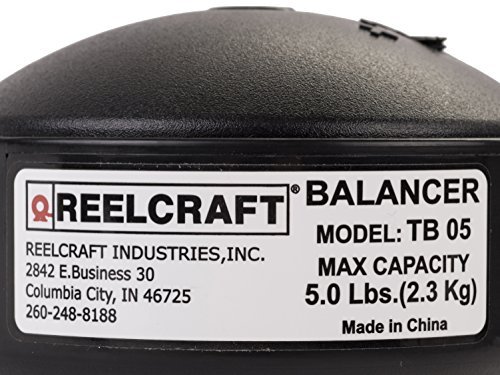 REELCRAFT®
REELCRAFT INDUSTRIES,INC.
2842 E.Business 30
Columbia City, IN 46725
260-248-8188
BALANCER
MODEL: TB 05
MAX CAPACITY
5.0 Lbs.(2.3 Kg)
Made in China